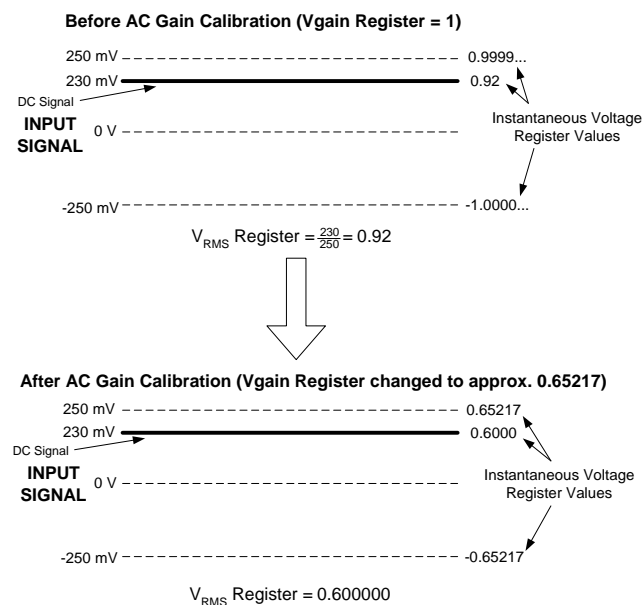 Before AC Gain Calibration (Vgain Register = 1)
250 mV 0.9999...
230 mV 0.92
DC Signal
INPUT
SIGNAL
0 V
Instantaneous Voltage
Register Values
-250 mV -1.0000...
VRMS Register = 230/250 = 0.92
After AC Gain Calibration (Vgain Register changed to approx. 0.65217)
250 mV 0.65217
230 mV 0.6000
DC Signal
INPUT
SIGNAL
0 V
Instantaneous Voltage
Register Values
-250 mV -0.65217
VRMS Register = 0.600000